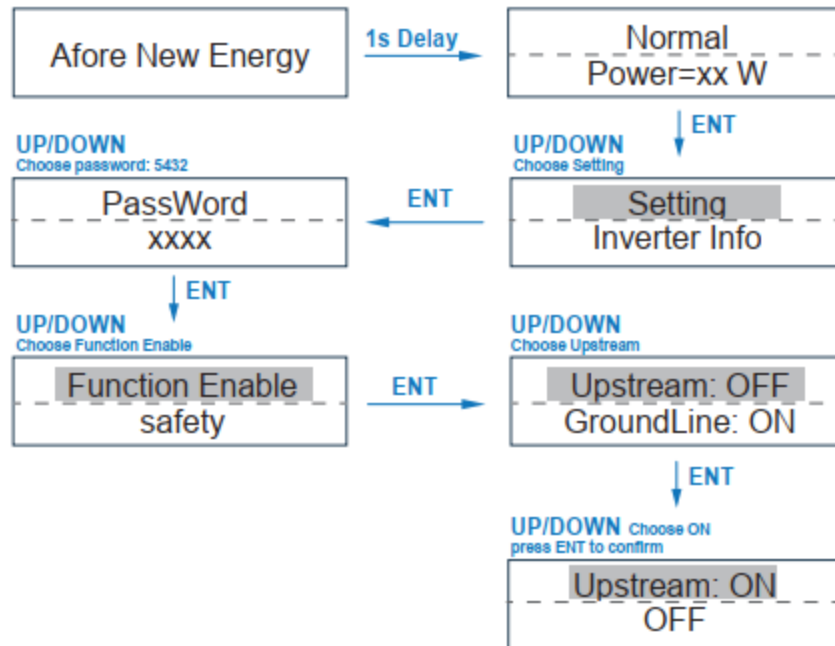 Afore New Energy
1s Delay
Normal
Power=xx W
ENT
UP/DOWN
Choose password: 5432
PassWord
xxxx
ENT
UP/DOWN
Choose Setting
Setting
Inverter Info
ENT
UP/DOWN
Choose Function Enable
Function Enable
safety
ENT
UP/DOWN
Choose Upstream
Upstream: OFF
GroundLine: ON
ENT
UP/DOWN Choose ON
press ENT to confirm
Upstream: ON
OFF